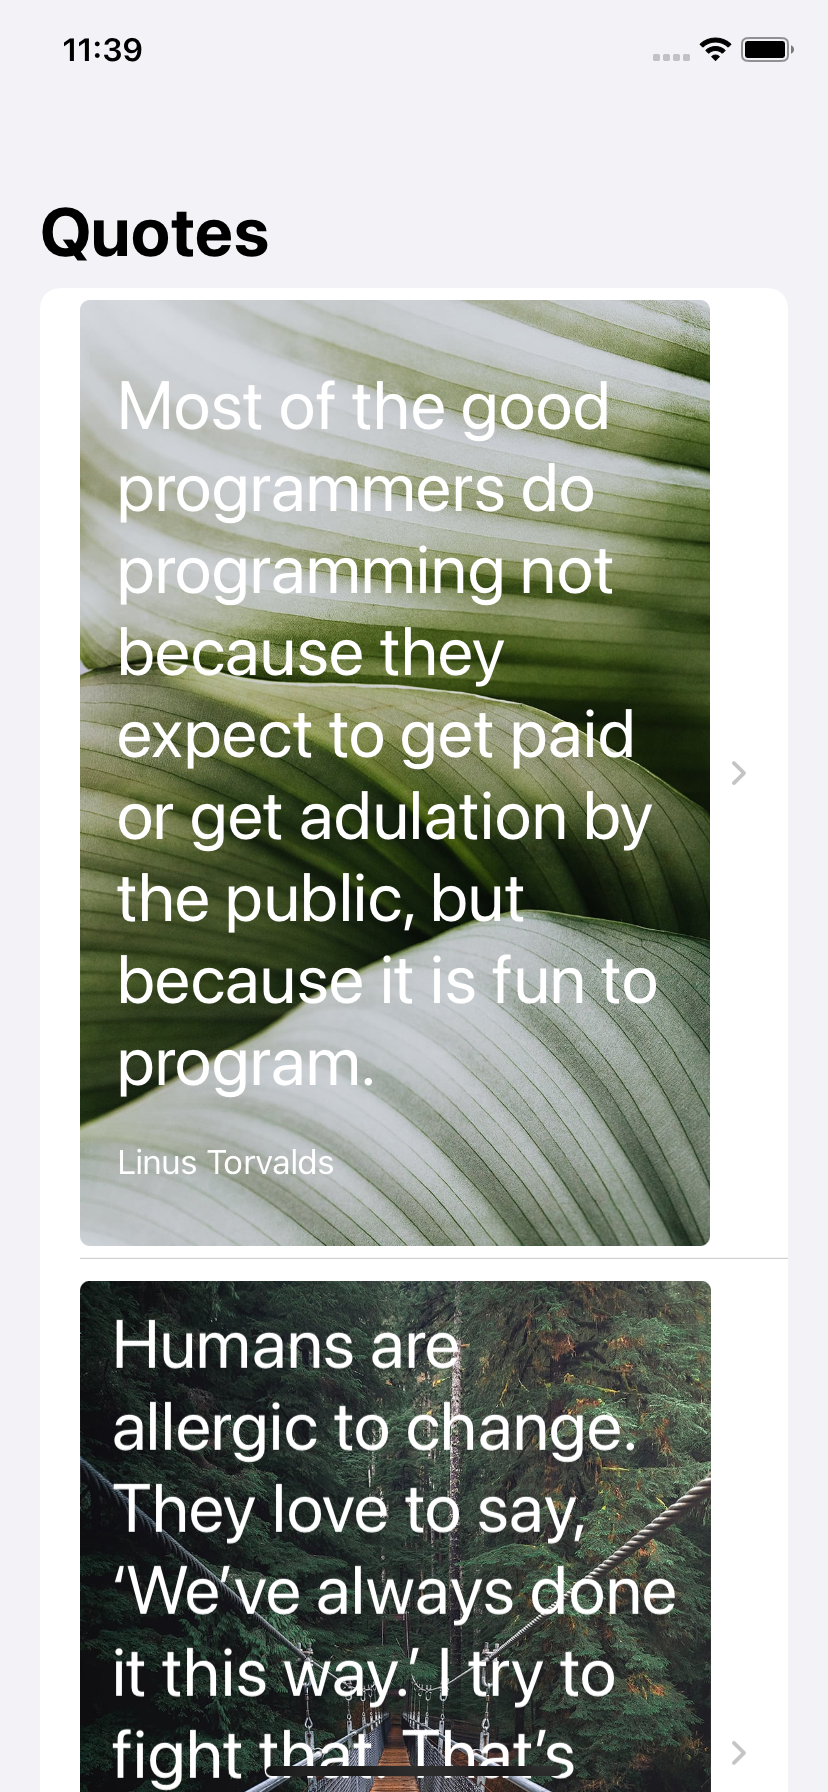 11:39
Quotes
Most of the good
programmers do
programming not
because they
expect to get paid
or get adulation by
the public, but
because it is fun to
program.
Linus Torvalds
Humans are
allergic to change.
They love to say,
‘We’ve always done
it this way.’ I try to
fight that. That’s